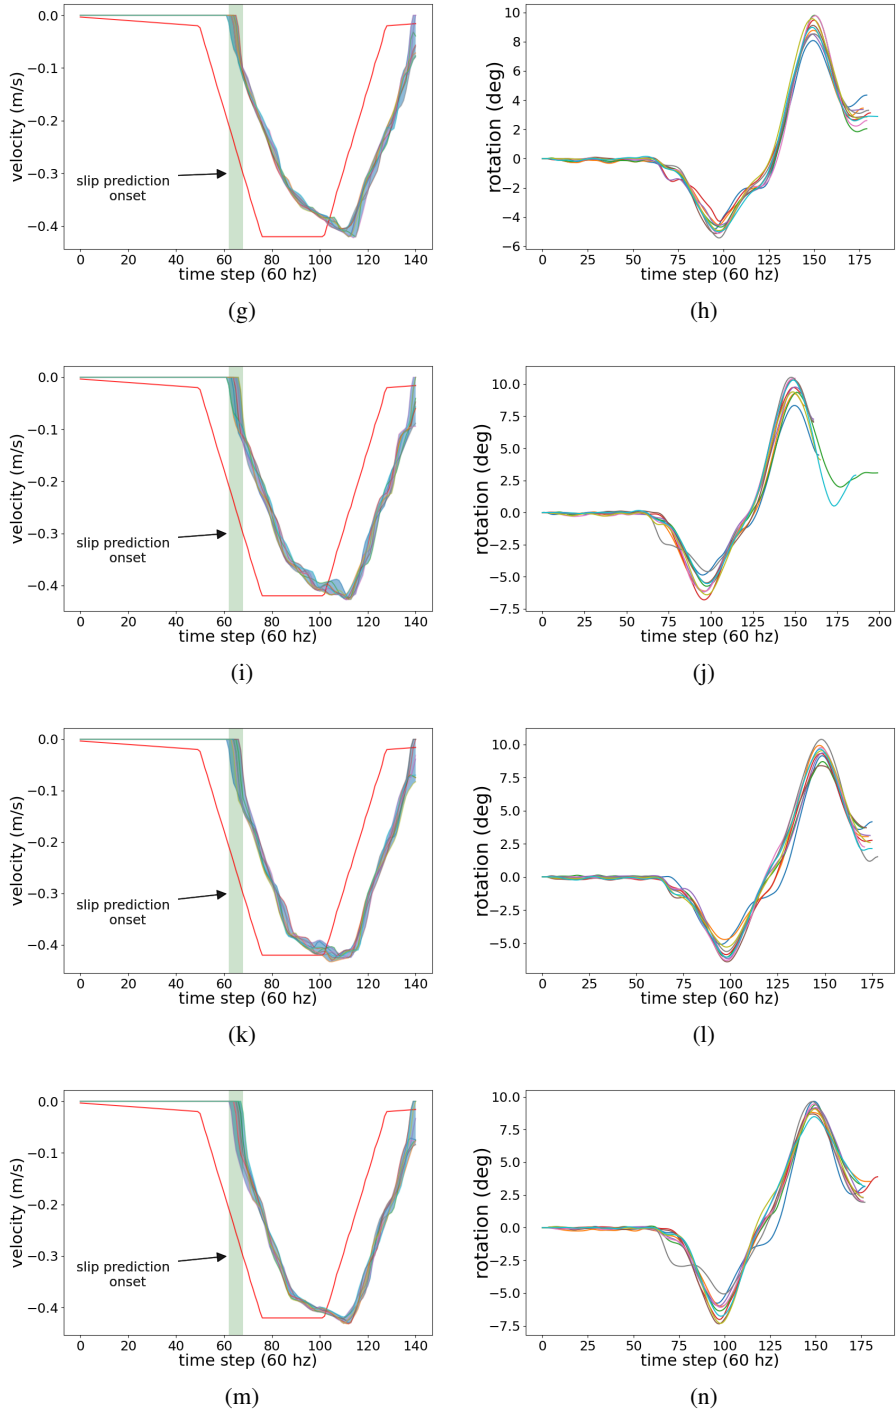 0.0
−0.1
−0.2
−0.3
−0.4
velocity (m/s)
slip prediction
onset
0 20 40 60 80 100 120 140
time step (60 hz)
(g)
10
8
6
4
2
0
−2
−4
−6
rotation (deg)
0 25 50 75 100 125 150 175
time step (60 hz)
(h)
0.0
−0.1
−0.2
−0.3
−0.4
velocity (m/s)
slip prediction
onset
0 20 40 60 80 100 120 140
time step (60 hz)
(i)
10.0
7.5
5.0
2.5
0.0
−2.5
−5.0
−7.5
rotation (deg)
0 25 50 75 100 125 150 175 200
time step (60 hz)
(j)
0.0
−0.1
−0.2
−0.3
−0.4
velocity (m/s)
slip prediction
onset
0 20 40 60 80 100 120 140
time step (60 hz)
(k)
10.0
7.5
5.0
2.5
0.0
−2.5
−5.0
rotation (deg)
0 25 50 75 100 125 150 175
time step (60 hz)
(l)
0.0
−0.1
−0.2
−0.3
−0.4
velocity (m/s)
slip prediction
onset
0 20 40 60 80 100 120 140
time step (60 hz)
(m)
10.0
7.5
5.0
2.5
0.0
−2.5
−5.0
−7.5
rotation (deg)
0 25 50 75 100 125 150 175
time step (60 hz)
(n)